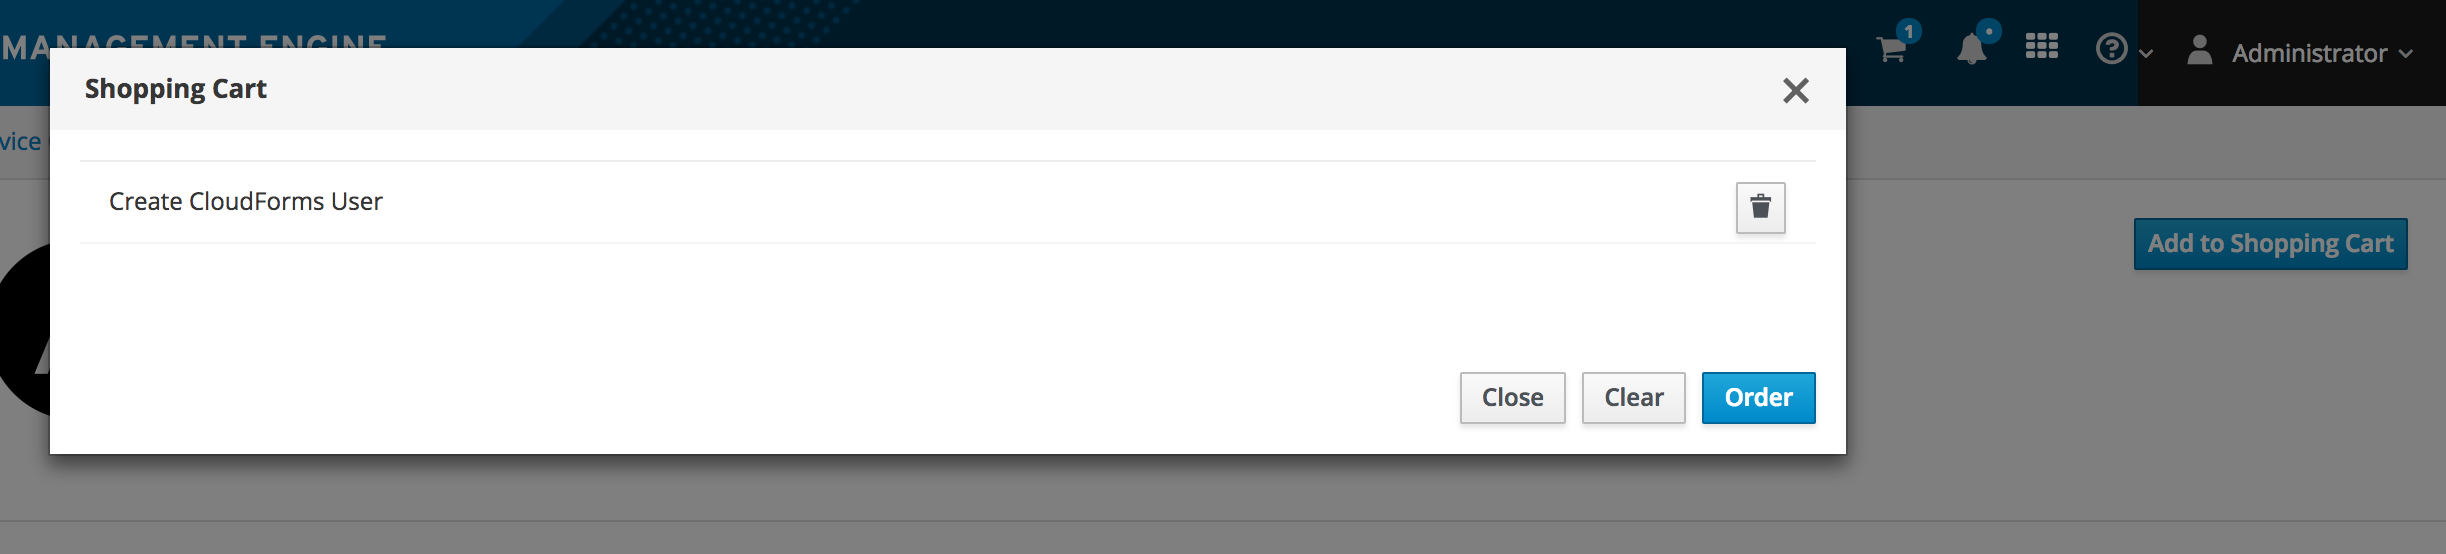 MANAGEMENT ENGINE
1
Administrator
Shopping Cart
vice
Create CloudForms User
Add to Shopping Cart
Close
Clear
Order